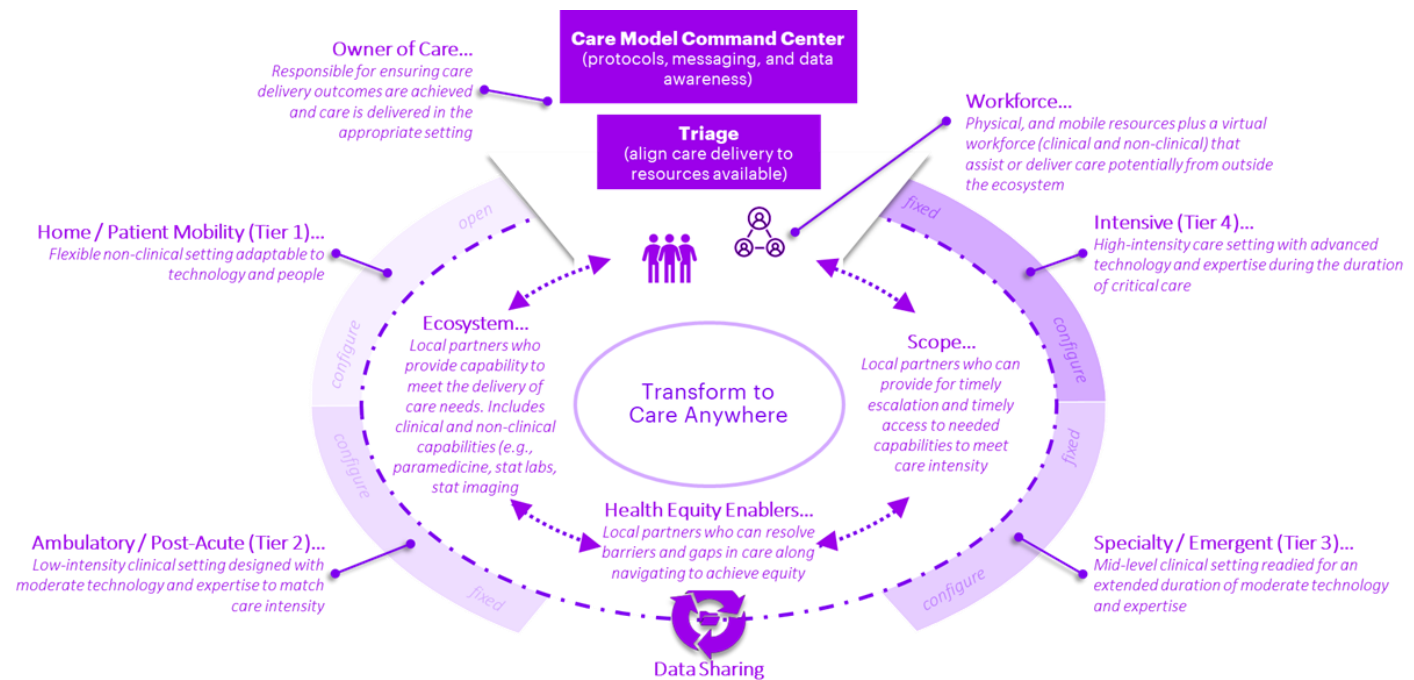 Care Model Command Center
(protocols, messaging, and data
awareness)
Triage
(align care delivery to
resources available)
Owner of Care...
Responsible for ensuring care
delivery outcomes are achieved
and care is delivered in the
appropriate setting
Workforce...
Physical, and mobile resources plus a virtual
workforce (clinical and non-clinical) that
assist or deliver care potentially from outside
the ecosystem
Home / Patient Mobility (Tier 1)...
Flexible non-clinical setting adaptable to
technology and people
open
configure
fixed
configure
Intensive (Tier 4)...
High-intensity care setting with advanced
technology and expertise during the duration
of critical care
Ecosystem...
Local partners who
provide capability to
meet the delivery of
care needs. Includes
clinical and non-clinical
capabilities (e.g.,
paramedicine, stat labs,
stat imaging
Transform to
Care Anywhere
Scope...
Local partners who can
provide for timely
escalation and timely
access to needed
capabilities to meet
care intensity
configure
fixed
fixed
configure
Health Equity Enablers...
Local partners who can resolve
barriers and gaps in care along
navigating to achieve equity
Ambulatory / Post-Acute (Tier 2)...
Low-intensity clinical setting designed with
moderate technology and expertise to match
care intensity
Specialty / Emergent (Tier 3)...
Mid-level clinical setting readied for an
extended duration of moderate technology
and expertise
Data Sharing